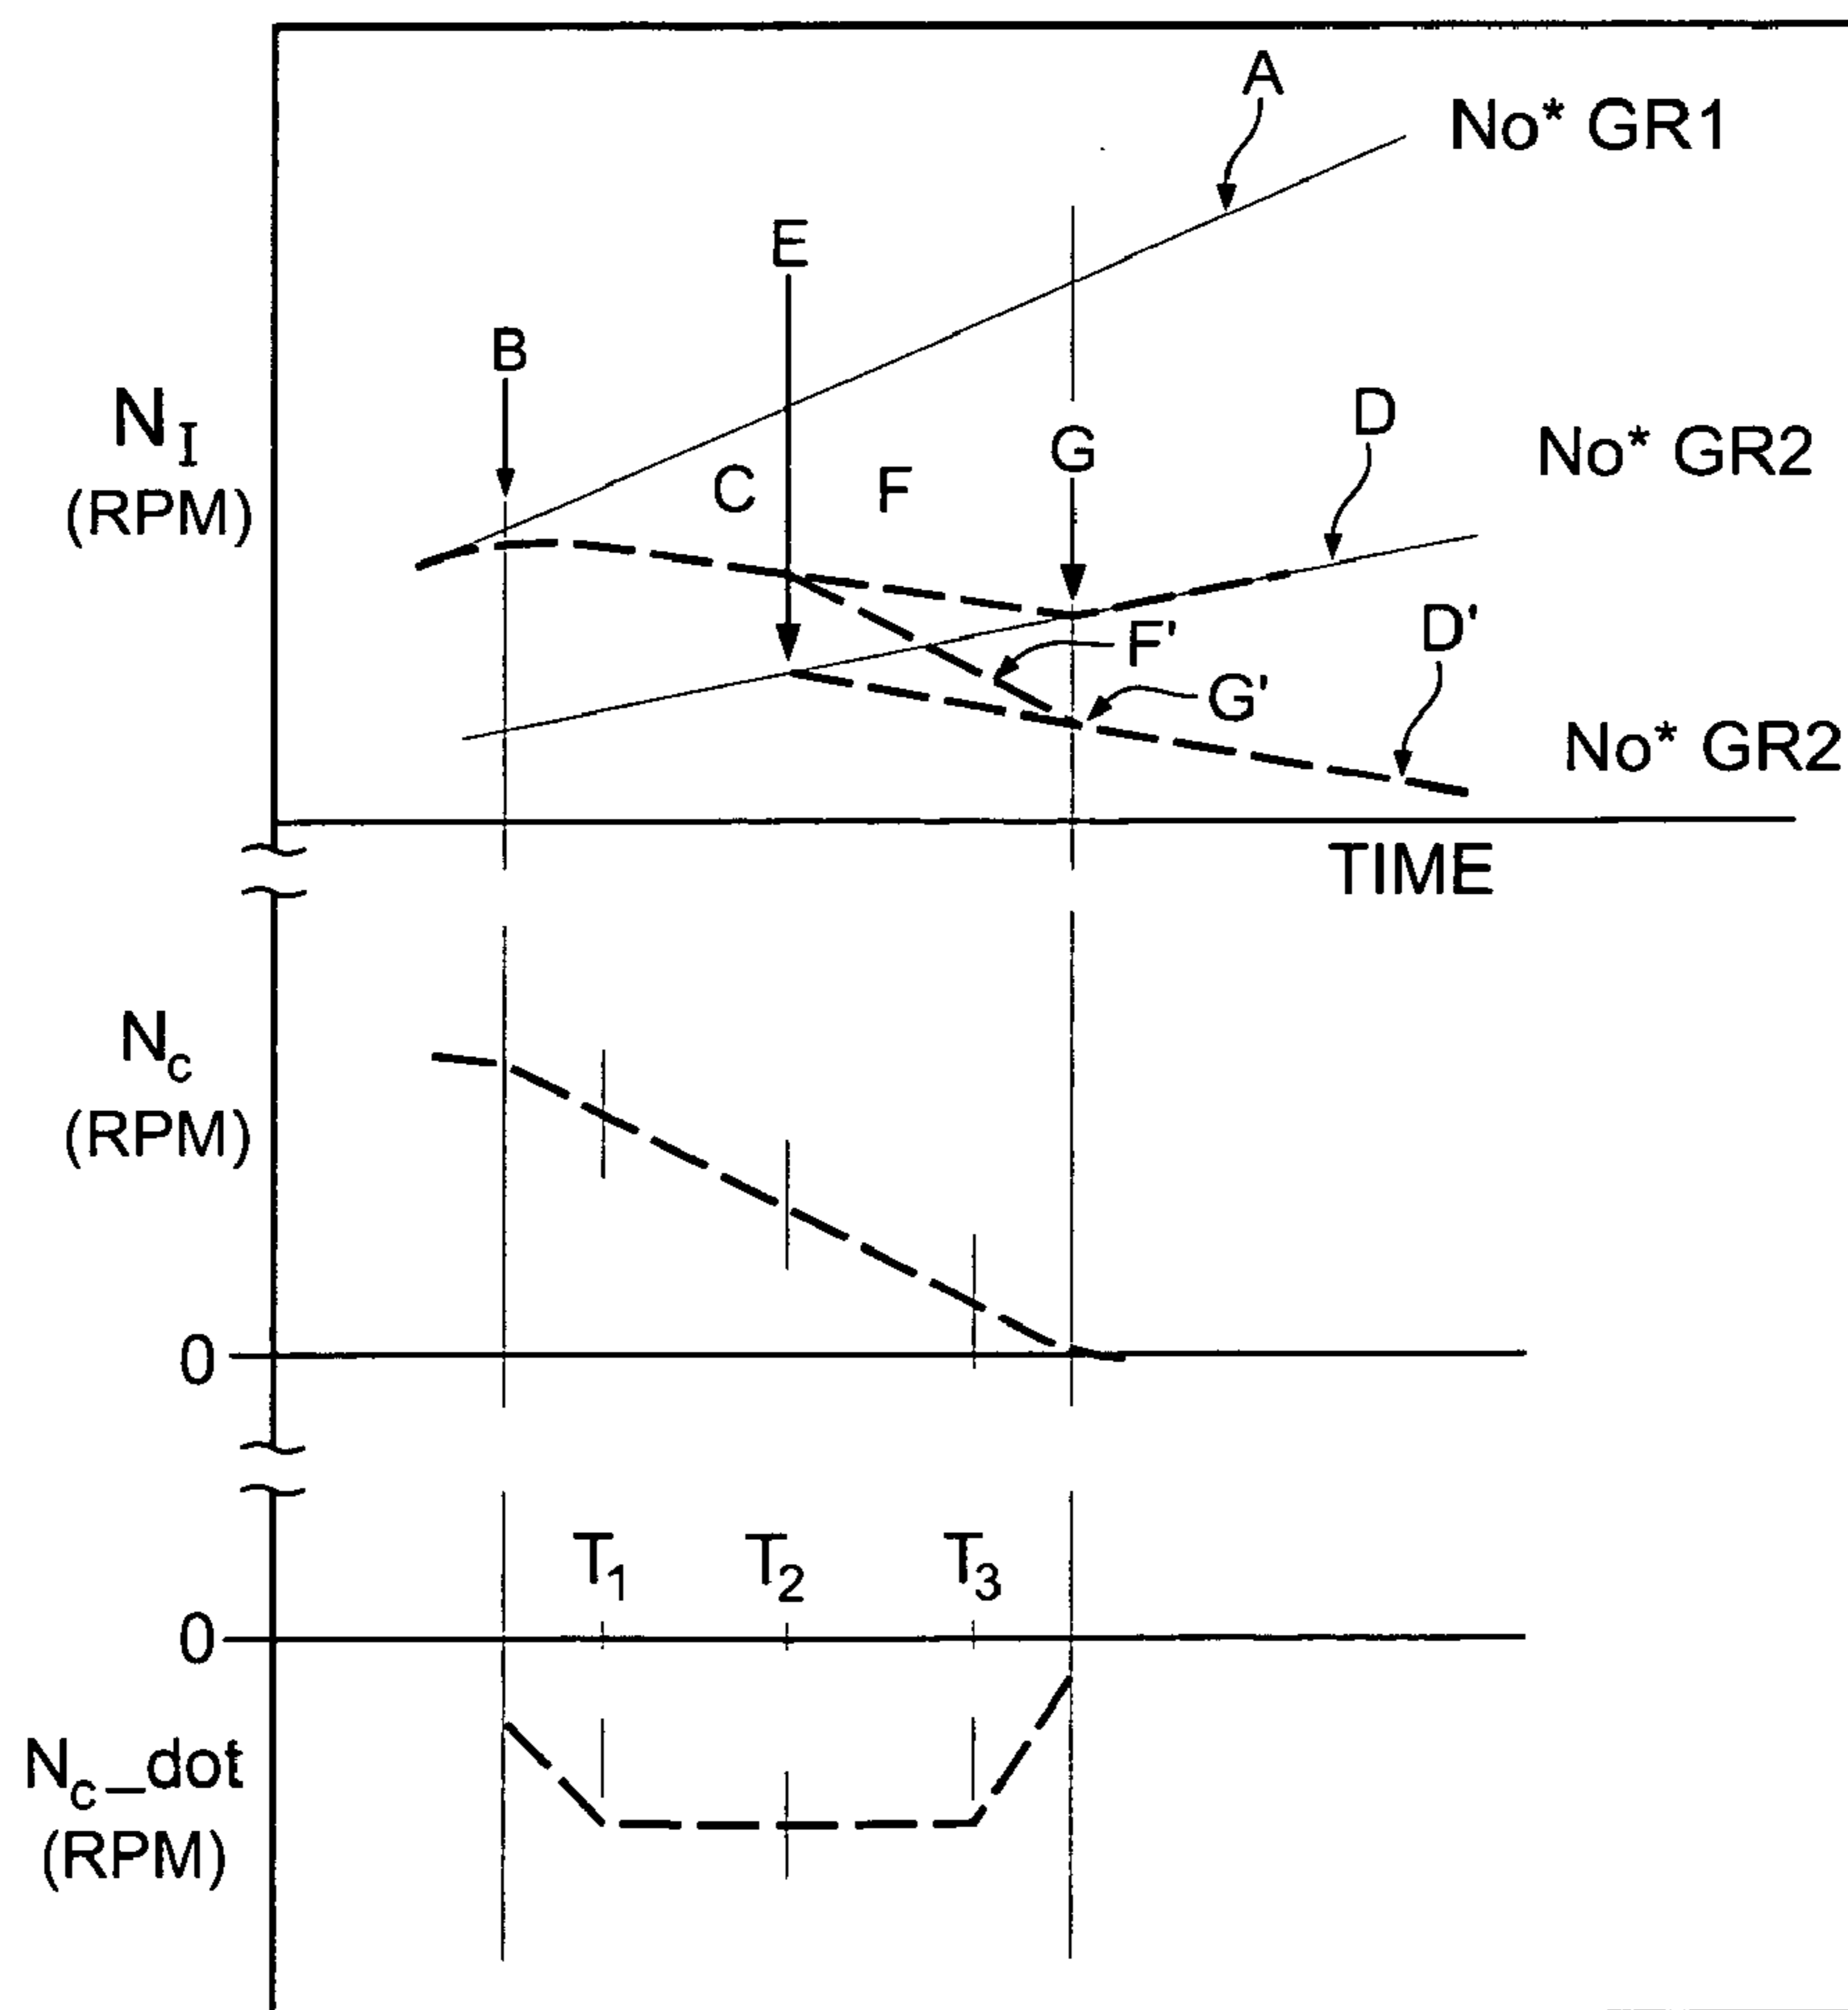 A
No* GR1
E
B
D
N_I
No* GR2
G
C
F
(RPM)
D'
F'
G'
No* GR2
TIME
N_c
(RPM)
0
T_1
T_2
T_3
0
N_c_dot
(RPM)